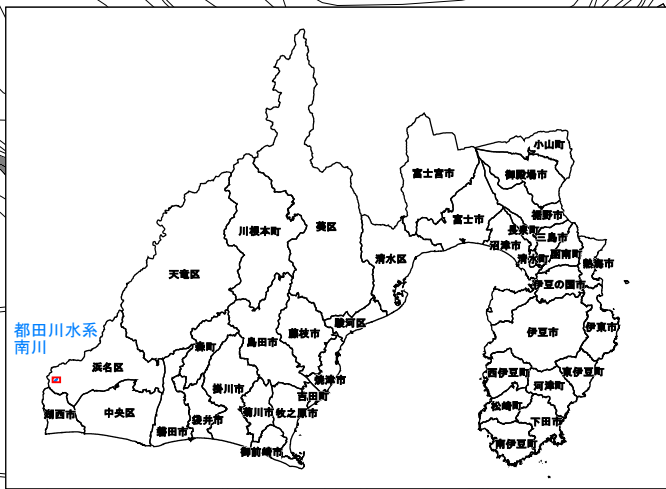 小山町
御殿場市
富士宮市
裾野市
富士市
長泉町
三島市
沼津市
清水町
函南町
熱海市
伊豆の国市
川根本町
葵区
清水区
天竜区
駿河区
伊豆市
伊東市
都田川水系
南川
森町
島田市
藤枝市
浜名区
焼津市
西伊豆町
東伊豆町
河津町
掛川市
吉田町
湖西市
中央区
袋井市
菊川市
牧之原市
松崎町
下田市
磐田市
御前崎市
南伊豆町